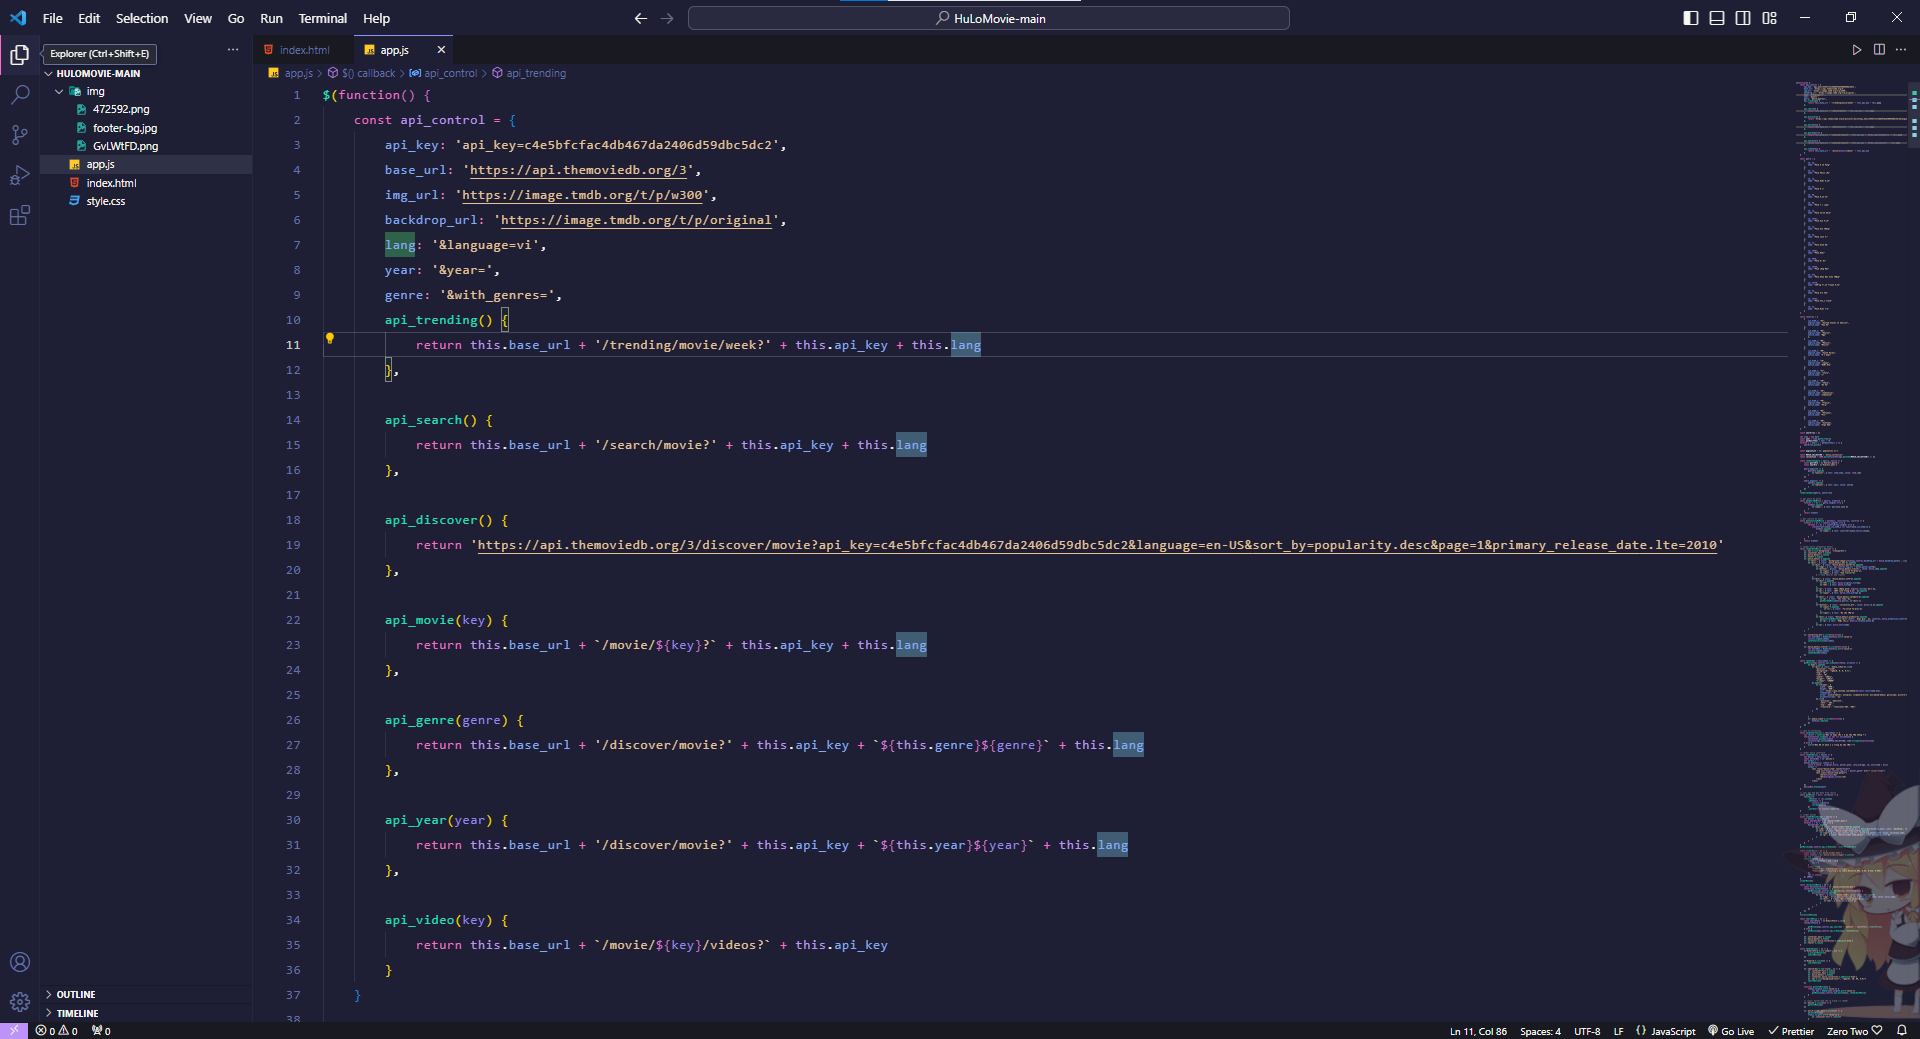 File Edit Selection View Go Run Terminal Help
HuLoMovie-main
Explorer (Ctrl+Shift+E)
HULOMOVIE-MAIN
img
472592.png
footer-bg.jpg
GvLWtFD.png
app.js
index.html
style.css
OUTLINE
TIMELINE
index.html app.js
app.js > $() callback > api_control > api_trending
1 $(function() {
2 const api_control = {
3 api_key: 'api_key=c4e5bfcfac4db467da2406d59dbc5dc2',
4 base_url: 'https://api.themoviedb.org/3',
5 img_url: 'https://image.tmdb.org/t/p/w300',
6 backdrop_url: 'https://image.tmdb.org/t/p/original',
7 lang: '&language=vi',
8 year: '&year=',
9 genre: '&with_genres=',
10 api_trending() {
11 return this.base_url + '/trending/movie/week?' + this.api_key + this.lang
12 },
13
14 api_search() {
15 return this.base_url + '/search/movie?' + this.api_key + this.lang
16 },
17
18 api_discover() {
19 return 'https://api.themoviedb.org/3/discover/movie?api_key=c4e5bfcfac4db467da2406d59dbc5dc2&language=en-US&sort_by=popularity.desc&page=1&primary_release_date.lte=2010'
20 },
21
22 api_movie(key) {
23 return this.base_url + `/movie/${key}?` + this.api_key + this.lang
24 },
25
26 api_genre(genre) {
27 return this.base_url + '/discover/movie?' + this.api_key + `${this.genre}${genre}` + this.lang
28 },
29
30 api_year(year) {
31 return this.base_url + '/discover/movie?' + this.api_key + `${this.year}${year}` + this.lang
32 },
33
34 api_video(key) {
35 return this.base_url + `/movie/${key}/videos?` + this.api_key
36 }
37 }
38
0 0 0
Ln 11, Col 86 Spaces: 4 UTF-8 LF {} JavaScript Go Live Prettier Zero Two